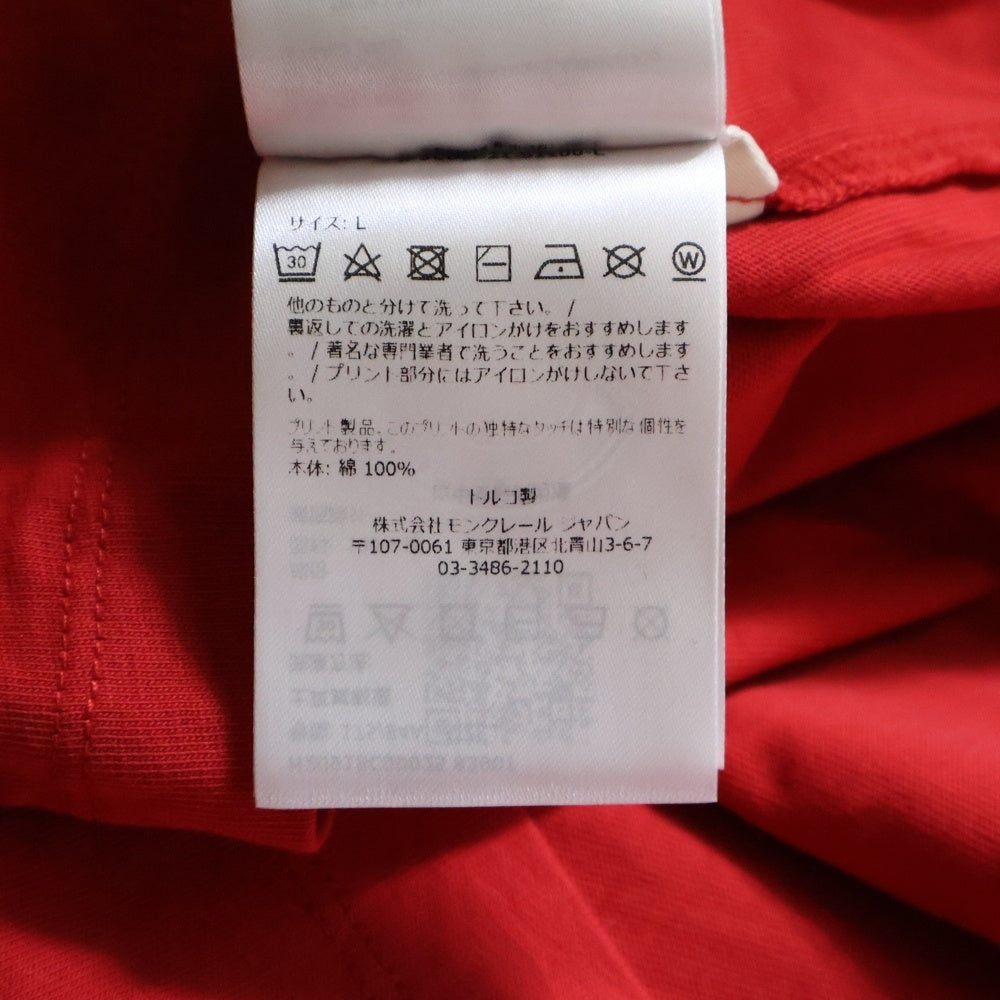 サイズ: L
30
W
他のものと分けて洗って下さい。/
裏返しての洗濯とアイロンがけをおすすめします
。/ 著名な専門業者で洗うことをおすすめします
。/ プリント部分にはアイロンがけしないで下さ
い。
プリント製品。このプリントの独特なタッチは特別な個性を
与えております。
本体: 綿 100%
トルコ製
株式会社モンクレール ジャパン
〒107-0061 東京都港区北青山3-6-7
03-3486-2110